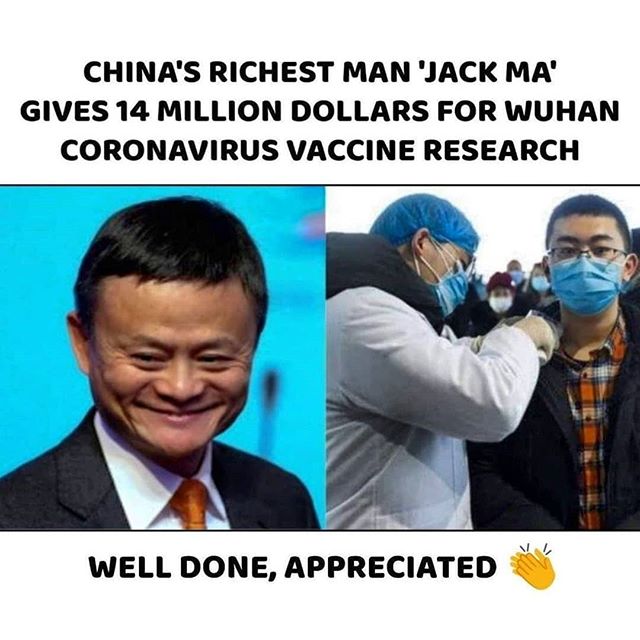 CHINA'S RICHEST MAN 'JACK MA'
GIVES 14 MILLION DOLLARS FOR WUHAN
CORONAVIRUS VACCINE RESEARCH
WELL DONE, APPRECIATED 👏